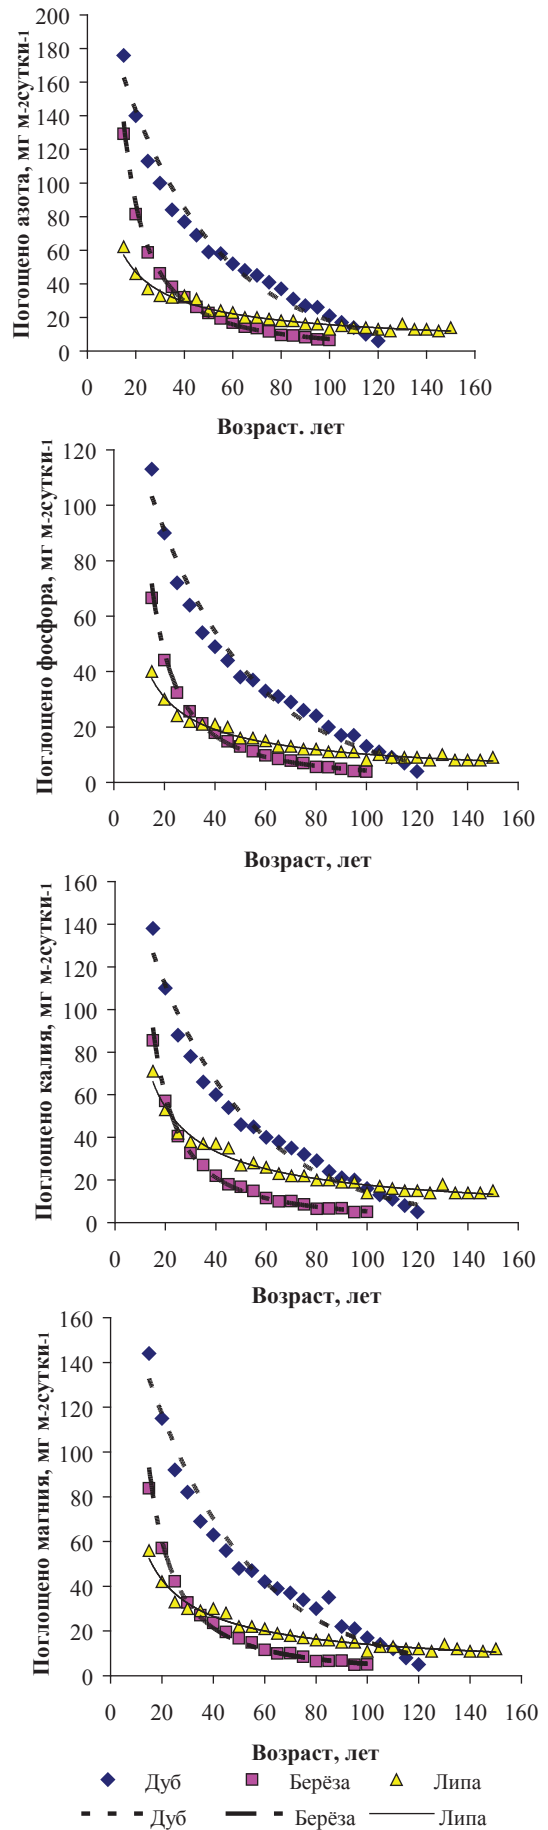 Погощено азота, мг м-2сутки-1
200
180
160
140
120
100
80
60
40
20
0
0 20 40 60 80 100 120 140 160
Возраст. лет
Поглощено фосфора, мг м-2сутки-1
120
100
80
60
40
20
0
0 20 40 60 80 100 120 140 160
Возраст, лет
Поглощено калия, мг м-2сутки-1
160
140
120
100
80
60
40
20
0
0 20 40 60 80 100 120 140 160
Возраст, лет
Поглощено магния, мг м-2сутки-1
160
140
120
100
80
60
40
20
0
0 20 40 60 80 100 120 140 160
Возраст, лет
Дуб Берёза Липа
Дуб Берёза Липа